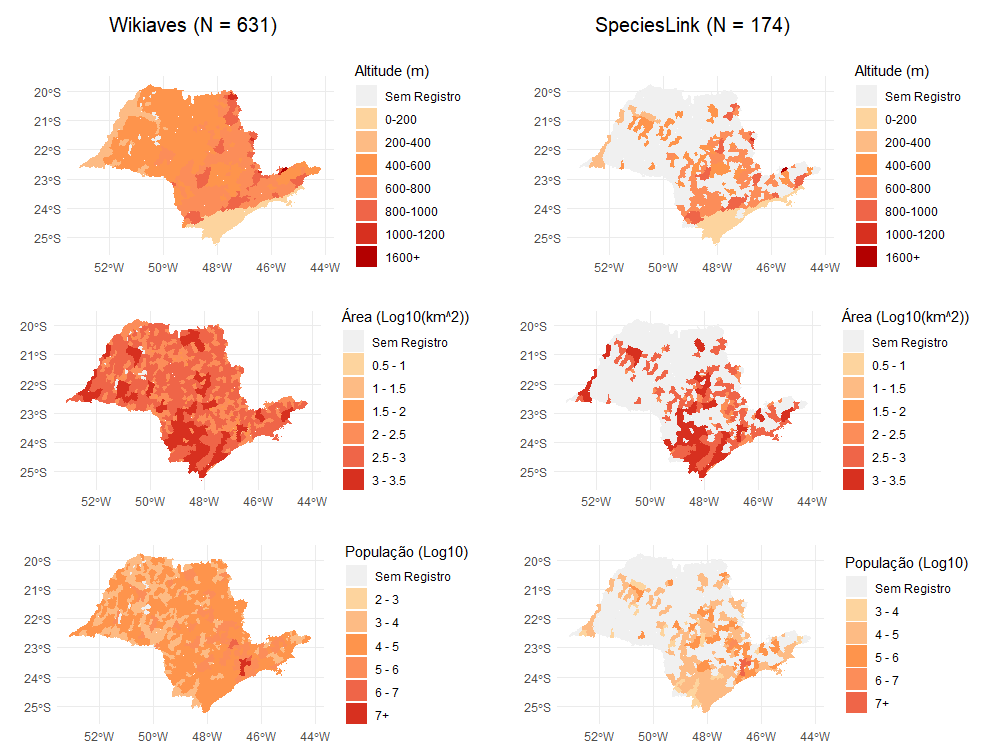 Wikiaves (N = 631)
SpeciesLink (N = 174)
Altitude (m)
Sem Registro
0-200
200-400
400-600
600-800
800-1000
1000-1200
1600+
20°S
21°S
22°S
23°S
24°S
25°S
52°W 50°W 48°W 46°W 44°W
Altitude (m)
Sem Registro
0-200
200-400
400-600
600-800
800-1000
1000-1200
1600+
20°S
21°S
22°S
23°S
24°S
25°S
52°W 50°W 48°W 46°W 44°W
Área (Log10(km^2))
Sem Registro
0.5 - 1
1 - 1.5
1.5 - 2
2 - 2.5
2.5 - 3
3 - 3.5
20°S
21°S
22°S
23°S
24°S
25°S
52°W 50°W 48°W 46°W 44°W
Área (Log10(km^2))
Sem Registro
0.5 - 1
1 - 1.5
1.5 - 2
2 - 2.5
2.5 - 3
3 - 3.5
20°S
21°S
22°S
23°S
24°S
25°S
52°W 50°W 48°W 46°W 44°W
População (Log10)
Sem Registro
2 - 3
3 - 4
4 - 5
5 - 6
6 - 7
7+
20°S
21°S
22°S
23°S
24°S
25°S
52°W 50°W 48°W 46°W 44°W
População (Log10)
Sem Registro
3 - 4
4 - 5
5 - 6
6 - 7
7+
20°S
21°S
22°S
23°S
24°S
25°S
52°W 50°W 48°W 46°W 44°W